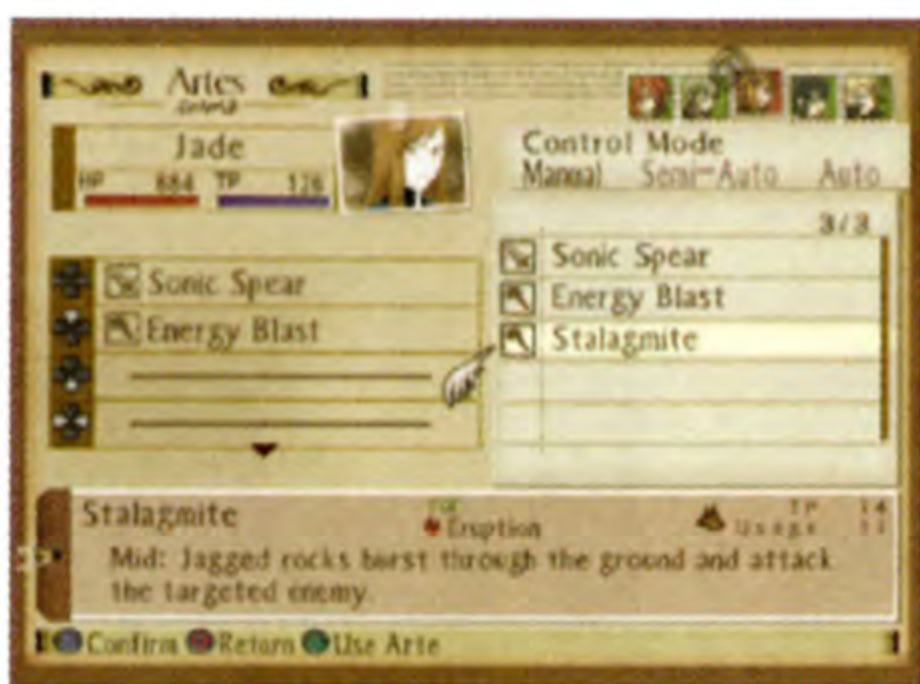 Artes
Jade
HP 884 TP 126
Control Mode
Manual Semi-Auto Auto
3/3
Sonic Spear
Energy Blast
Sonic Spear
Energy Blast
Stalagmite
Stalagmite
Eruption
TP 14
Usage
Mid: Jagged rocks burst through the ground and attack
the targeted enemy.
Confirm Return Use Arte